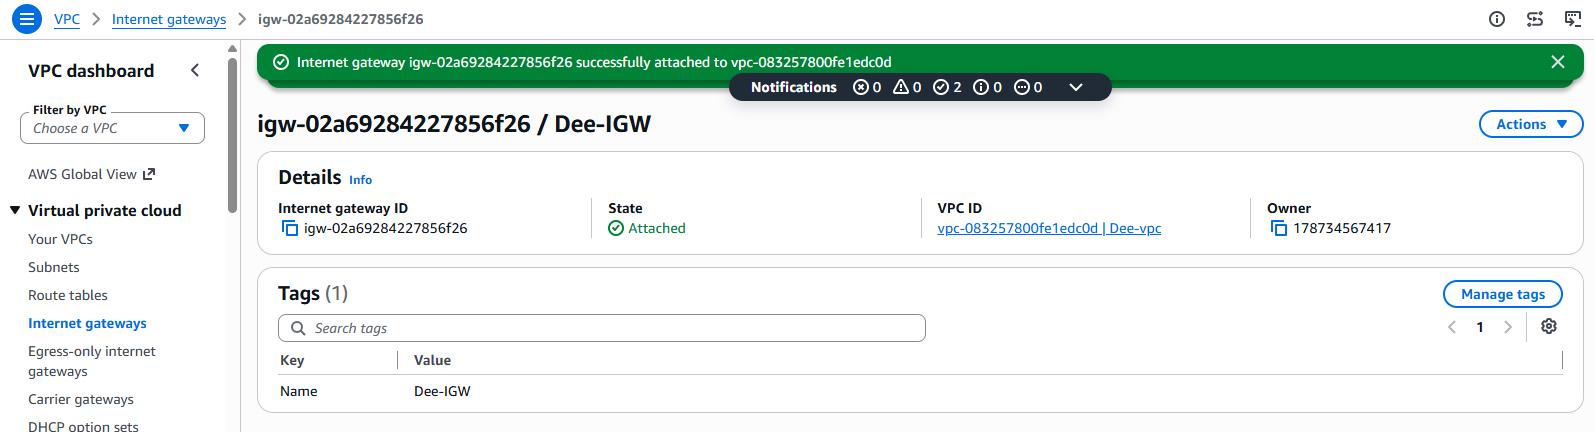 VPC > Internet gateways > igw-02a69284227856f26
VPC dashboard
Filter by VPC
Choose a VPC
AWS Global View
Virtual private cloud
Your VPCs
Subnets
Route tables
Internet gateways
Egress-only internet
gateways
Carrier gateways
DHCP option sets
Internet gateway igw-02a69284227856f26 successfully attached to vpc-083257800fe1edc0d
Notifications 0 0 2 0 0
igw-02a69284227856f26 / Dee-IGW
Actions
Details Info
Internet gateway ID State VPC ID Owner
igw-02a69284227856f26 Attached vpc-083257800fe1edc0d | Dee-vpc 178734567417
Tags (1)
Manage tags
Search tags
1
Key Value
Name Dee-IGW